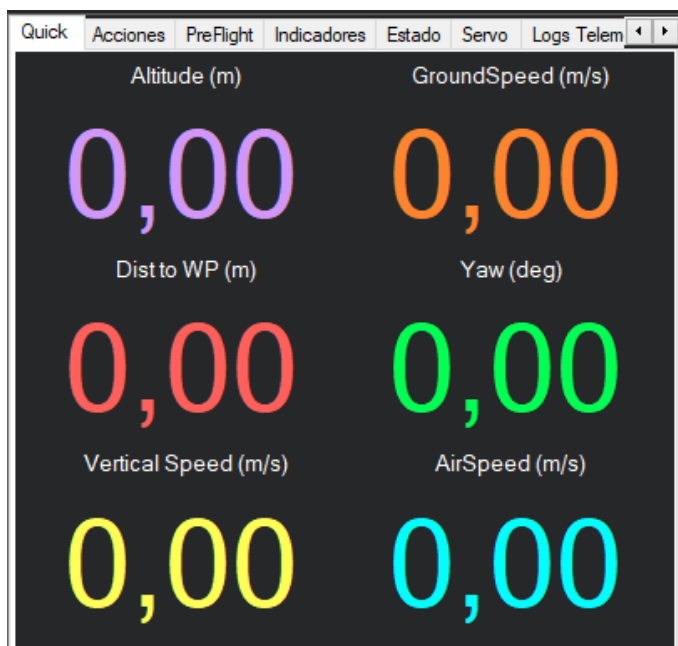 Quick Acciones PreFlight Indicadores Estado Servo Logs Telem
Altitude (m) GroundSpeed (m/s)
0,00 0,00
Dist to WP (m) Yaw (deg)
0,00 0,00
Vertical Speed (m/s) AirSpeed (m/s)
0,00 0,00